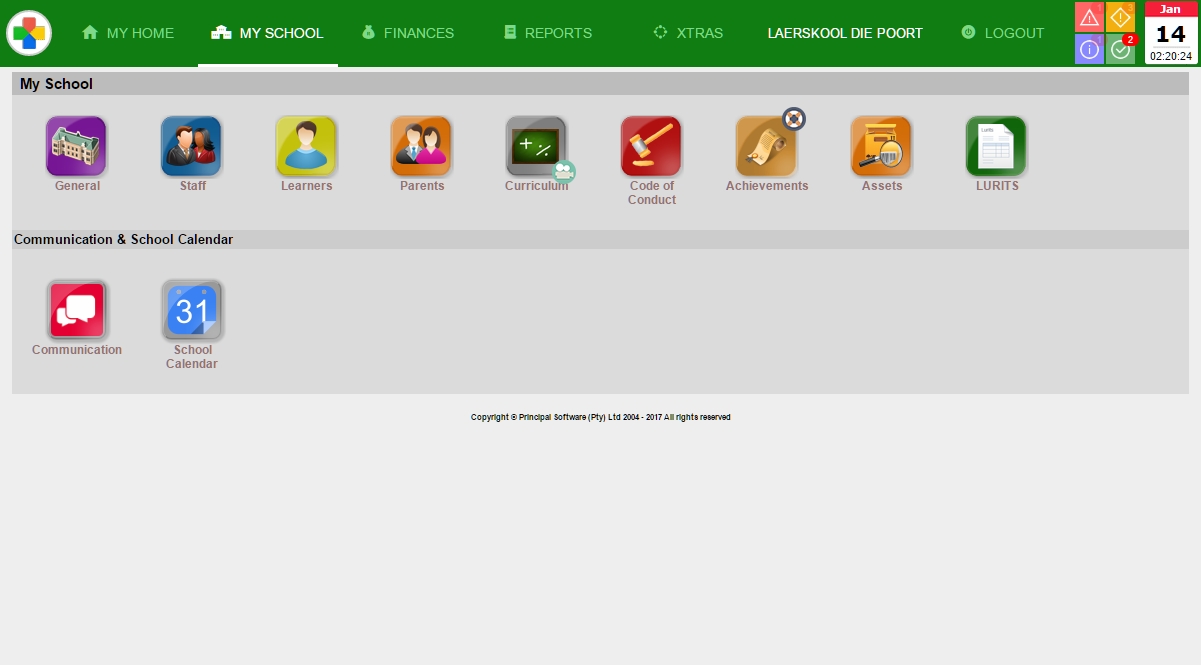 MY HOME
MY SCHOOL
FINANCES
REPORTS
XTRAS
LAERSKOOL DIE POORT
LOGOUT
2
Jan
14
02:20:24
My School
General
Staff
Learners
Parents
Curriculum
Code of
Conduct
Achievements
Assets
Lurits
LURITS
Communication & School Calendar
31
Communication
School
Calendar
Copyright © Principal Software (Pty) Ltd 2004 - 2017 All rights reserved